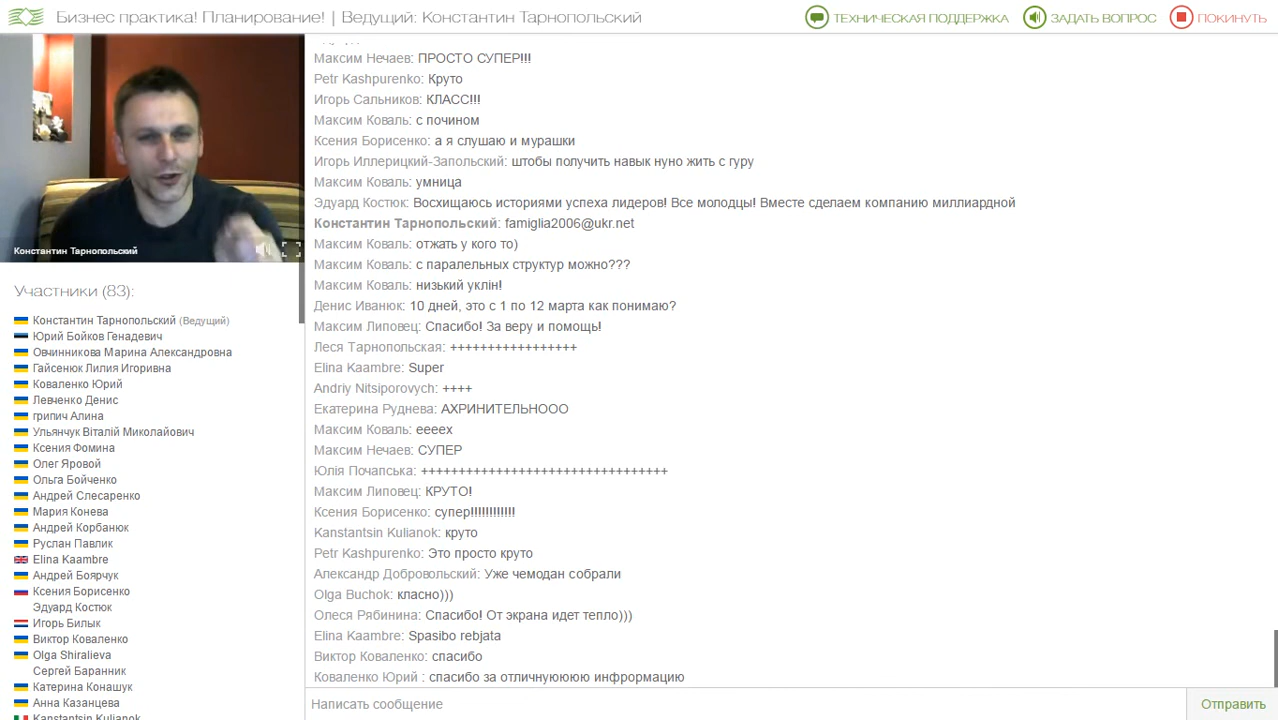 Бизнес практика! Планирование! | Ведущий: Константин Тарнопольский
ТЕХНИЧЕСКАЯ ПОДДЕРЖКА
ЗАДАТЬ ВОПРОС
ПОКИНУТЬ
Константин Тарнопольский
Участники (83):
Константин Тарнопольский (Ведущий)
Юрий Бойков Генадевич
Овчинникова Марина Александровна
Гайсенюк Лилия Игоривна
Коваленко Юрий
Левченко Денис
грипич Алина
Ульянчук Віталій Миколайович
Ксения Фомина
Олег Яровой
Ольга Бойченко
Андрей Слесаренко
Мария Конева
Андрей Корбанюк
Руслан Павлик
Elina Kaambre
Андрей Боярчук
Ксения Борисенко
Эдуард Костюк
Игорь Билык
Виктор Коваленко
Olga Shiralieva
Сергей Баранник
Катерина Конашук
Анна Казанцева
Kanstantsin Kulianok
Максим Нечаев: ПРОСТО СУПЕР!!!
Petr Kashpurenko: Круто
Игорь Сальников: КЛАСС!!!
Максим Коваль: с почином
Ксения Борисенко: а я слушаю и мурашки
Игорь Иллерицкий-Запольский: штобы получить навык нуно жить с гуру
Максим Коваль: умница
Эдуард Костюк: Восхищаюсь историями успеха лидеров! Все молодцы! Вместе сделаем компанию миллиардной
Константин Тарнопольский: famiglia2006@ukr.net
Максим Коваль: отжать у кого то)
Максим Коваль: с паралельных структур можно???
Максим Коваль: низький уклін!
Денис Иванюк: 10 дней, это с 1 по 12 марта как понимаю?
Максим Липовец: Спасибо! За веру и помощь!
Леся Тарнопольская: +++++++++++++++++
Elina Kaambre: Super
Andriy Nitsiporovych: ++++
Екатерина Руднева: АХРИНИТЕЛЬНООО
Максим Коваль: ееееx
Максим Нечаев: СУПЕР
Юлія Почапська: +++++++++++++++++++++++++++++++++
Максим Липовец: КРУТО!
Ксения Борисенко: супер!!!!!!!!!!!!
Kanstantsin Kulianok: круто
Petr Kashpurenko: Это просто круто
Александр Добровольский: Уже чемодан собрали
Olga Buchok: класно)))
Олеся Рябинина: Спасибо! От экрана идет тепло)))
Elina Kaambre: Spasibo rebjata
Виктор Коваленко: спасибо
Коваленко Юрий : спасибо за отличнуююю инфрормацию
Написать сообщение
Отправить